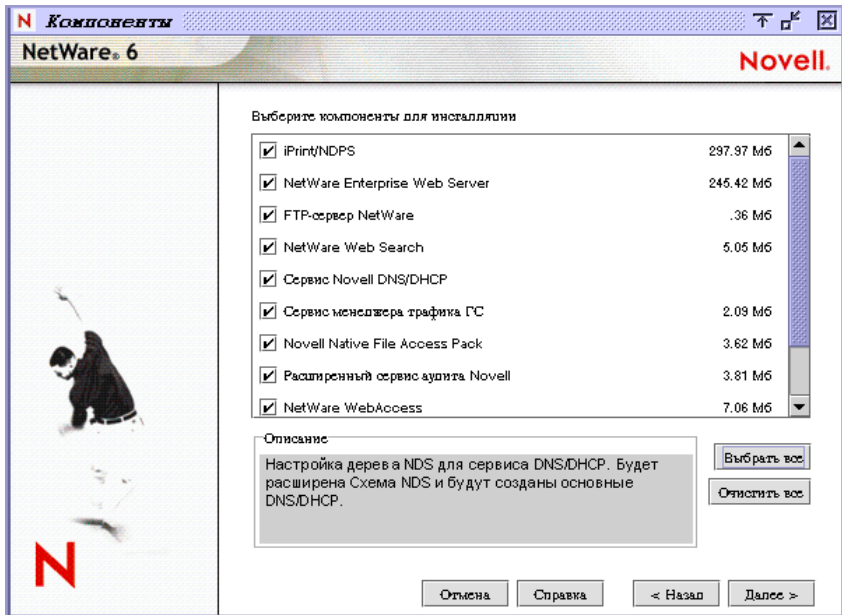 N Компоненты
NetWare® 6
Novell.
Выберите компоненты для инсталляции
iPrint/NDPS 297.97 Мб
NetWare Enterprise Web Server 245.42 Мб
FTP-сервер NetWare .36 Мб
NetWare Web Search 5.05 Мб
Сервис Novell DNS/DHCP
Сервис менеджера трафика ГС 2.09 Мб
Novell Native File Access Pack 3.62 Мб
Расширенный сервис аудита Novell 3.81 Мб
NetWare WebAccess 7.06 Мб
Описание
Настройка дерева NDS для сервиса DNS/DHCP. Будет
расширена Схема NDS и будут созданы основные
DNS/DHCP.
Выбрать все
Очистить все
N
Отмена Справка < Назад Далее >